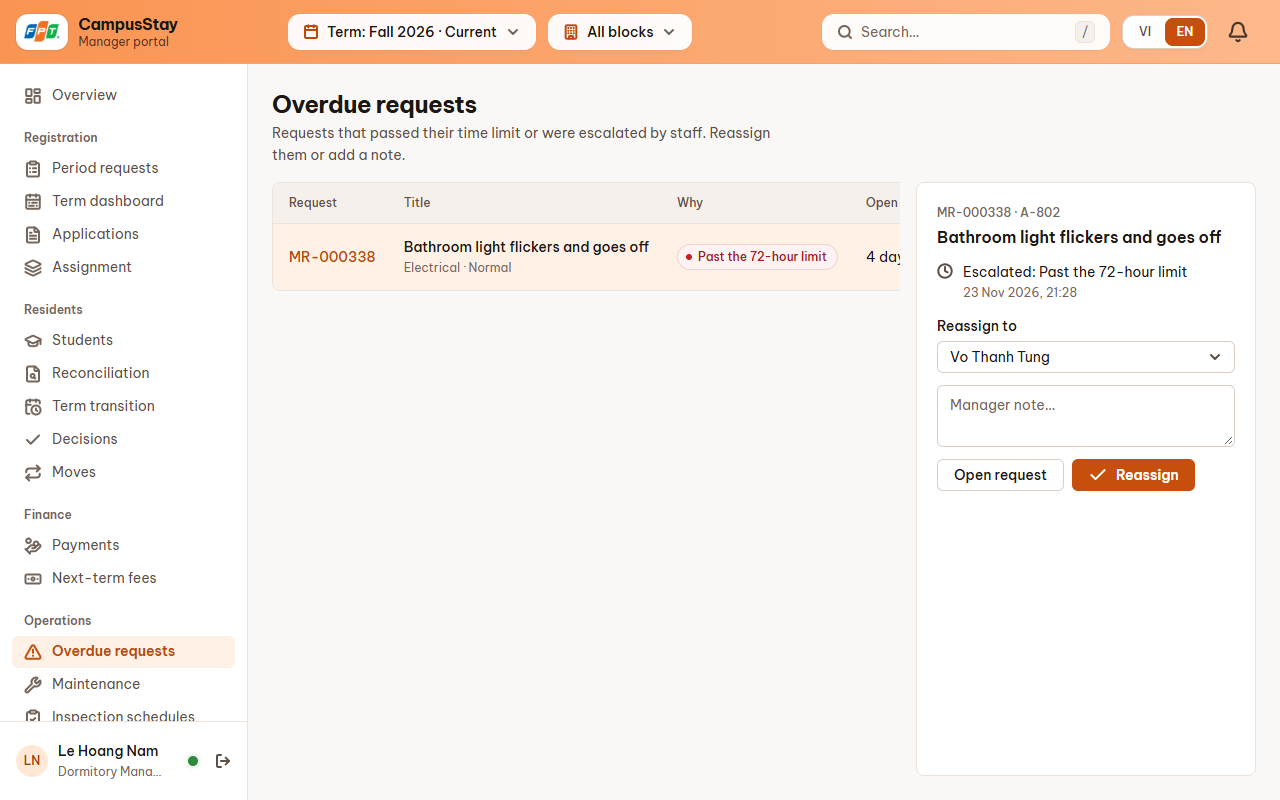 FPT
CampusStay
Manager portal
Term: Fall 2026 · Current
All blocks
Search...
/
VI
EN
Overview
Registration
Period requests
Term dashboard
Applications
Assignment
Residents
Students
Reconciliation
Term transition
Decisions
Moves
Finance
Payments
Next-term fees
Operations
Overdue requests
Maintenance
Inspection schedules
LN
Le Hoang Nam
Dormitory Mana...
Overdue requests
Requests that passed their time limit or were escalated by staff. Reassign
them or add a note.
Request
Title
Why
Open
MR-000338
Bathroom light flickers and goes off
Electrical · Normal
Past the 72-hour limit
4 day
MR-000338 · A-802
Bathroom light flickers and goes off
Escalated: Past the 72-hour limit
23 Nov 2026, 21:28
Reassign to
Vo Thanh Tung
Manager note...
Open request
Reassign